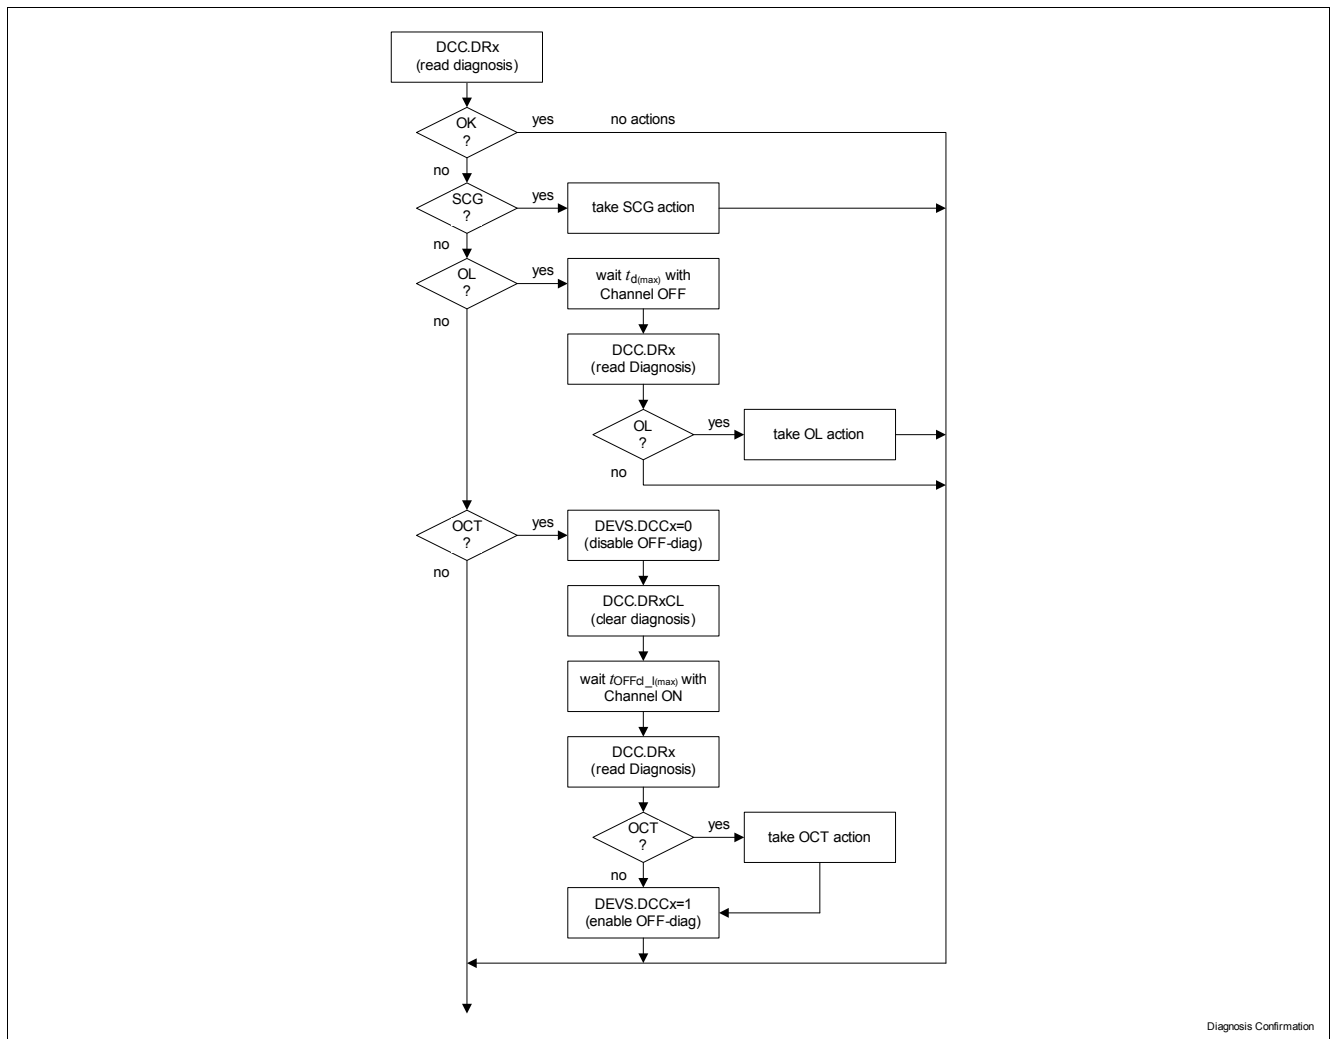 DCC.DRx
(read diagnosis)
OK
?
yes
no actions
no
SCG
?
yes
take SCG action
no
OL
?
yes
wait td(max) with
Channel OFF
no
DCC.DRx
(read Diagnosis)
OL
?
yes
take OL action
no
OCT
?
yes
DEVS.DCCx=0
(disable OFF-diag)
no
DCC.DRxCL
(clear diagnosis)
wait tOFFcl_l(max) with
Channel ON
DCC.DRx
(read Diagnosis)
OCT
?
yes
take OCT action
no
DEVS.DCCx=1
(enable OFF-diag)
Diagnosis Confirmation